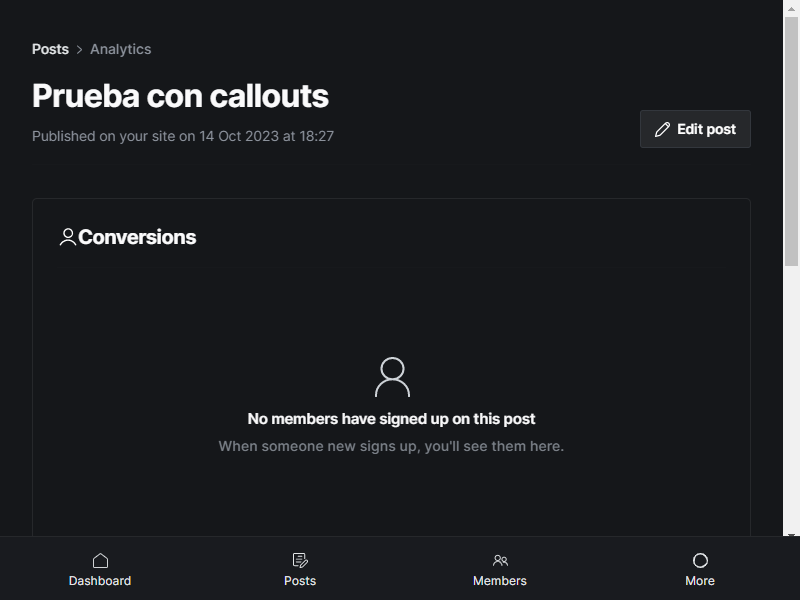 Posts > Analytics
Prueba con callouts
Published on your site on 14 Oct 2023 at 18:27
Edit post
Conversions
No members have signed up on this post
When someone new signs up, you'll see them here.
Dashboard
Posts
Members
More